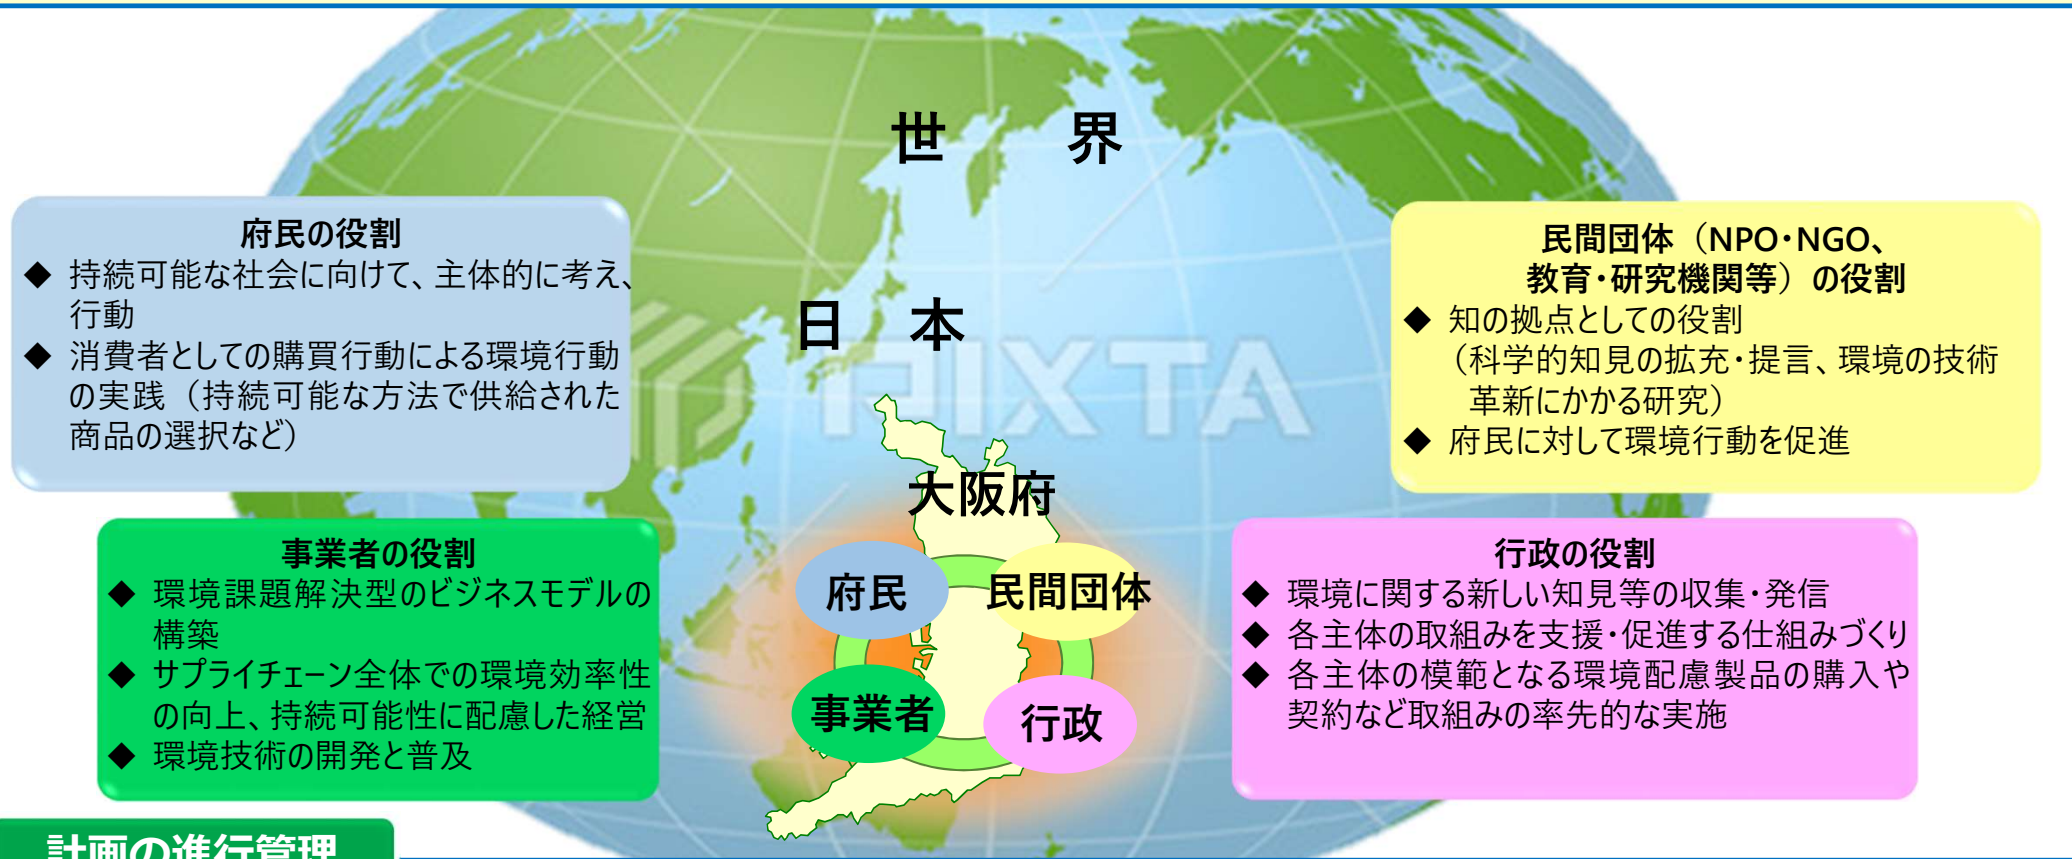 世　界
日　本
PIXTA
府民の役割
◆ 持続可能な社会に向けて、主体的に考え、
行動
◆ 消費者としての購買行動による環境行動
の実践（持続可能な方法で供給された
商品の選択など）
民間団体（NPO・NGO、
教育・研究機関等）の役割
◆ 知の拠点としての役割
（科学的知見の拡充・提言、環境の技術
革新にかかる研究）
◆ 府民に対して環境行動を促進
大阪府
府民
民間団体
事業者
行政
事業者の役割
◆ 環境課題解決型のビジネスモデルの
構築
◆ サプライチェーン全体での環境効率性
の向上、持続可能性に配慮した経営
◆ 環境技術の開発と普及
行政の役割
◆ 環境に関する新しい知見等の収集・発信
◆ 各主体の取組みを支援・促進する仕組みづくり
◆ 各主体の模範となる環境配慮製品の購入や
契約など取組みの率先的な実施
計画の進行管理